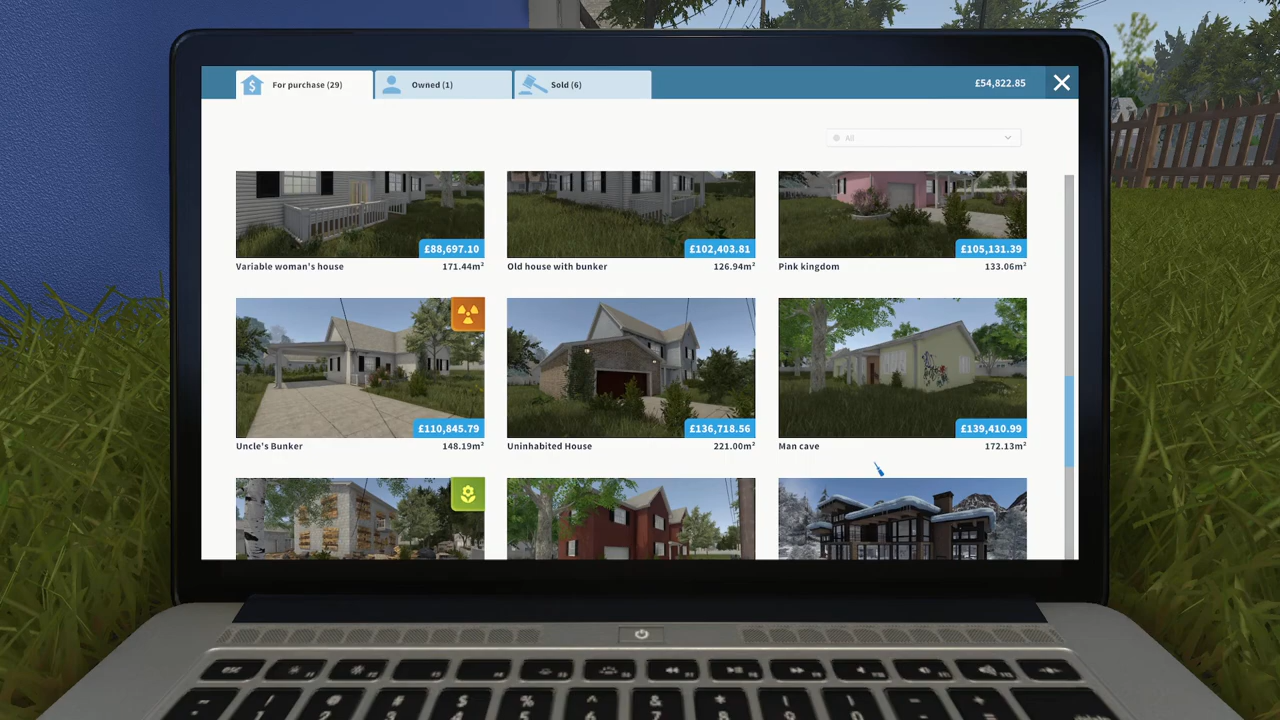 For purchase (29)
Owned (1)
Sold (6)
£54,822.85
All
£88,697.10
£102,403.81
£105,131.39
Variable woman's house
171.44m²
Old house with bunker
126.94m²
Pink kingdom
133.06m²
£110,845.79
£136,718.56
£139,410.99
Uncle's Bunker
148.19m²
Uninhabited House
221.00m²
Man cave
172.13m²